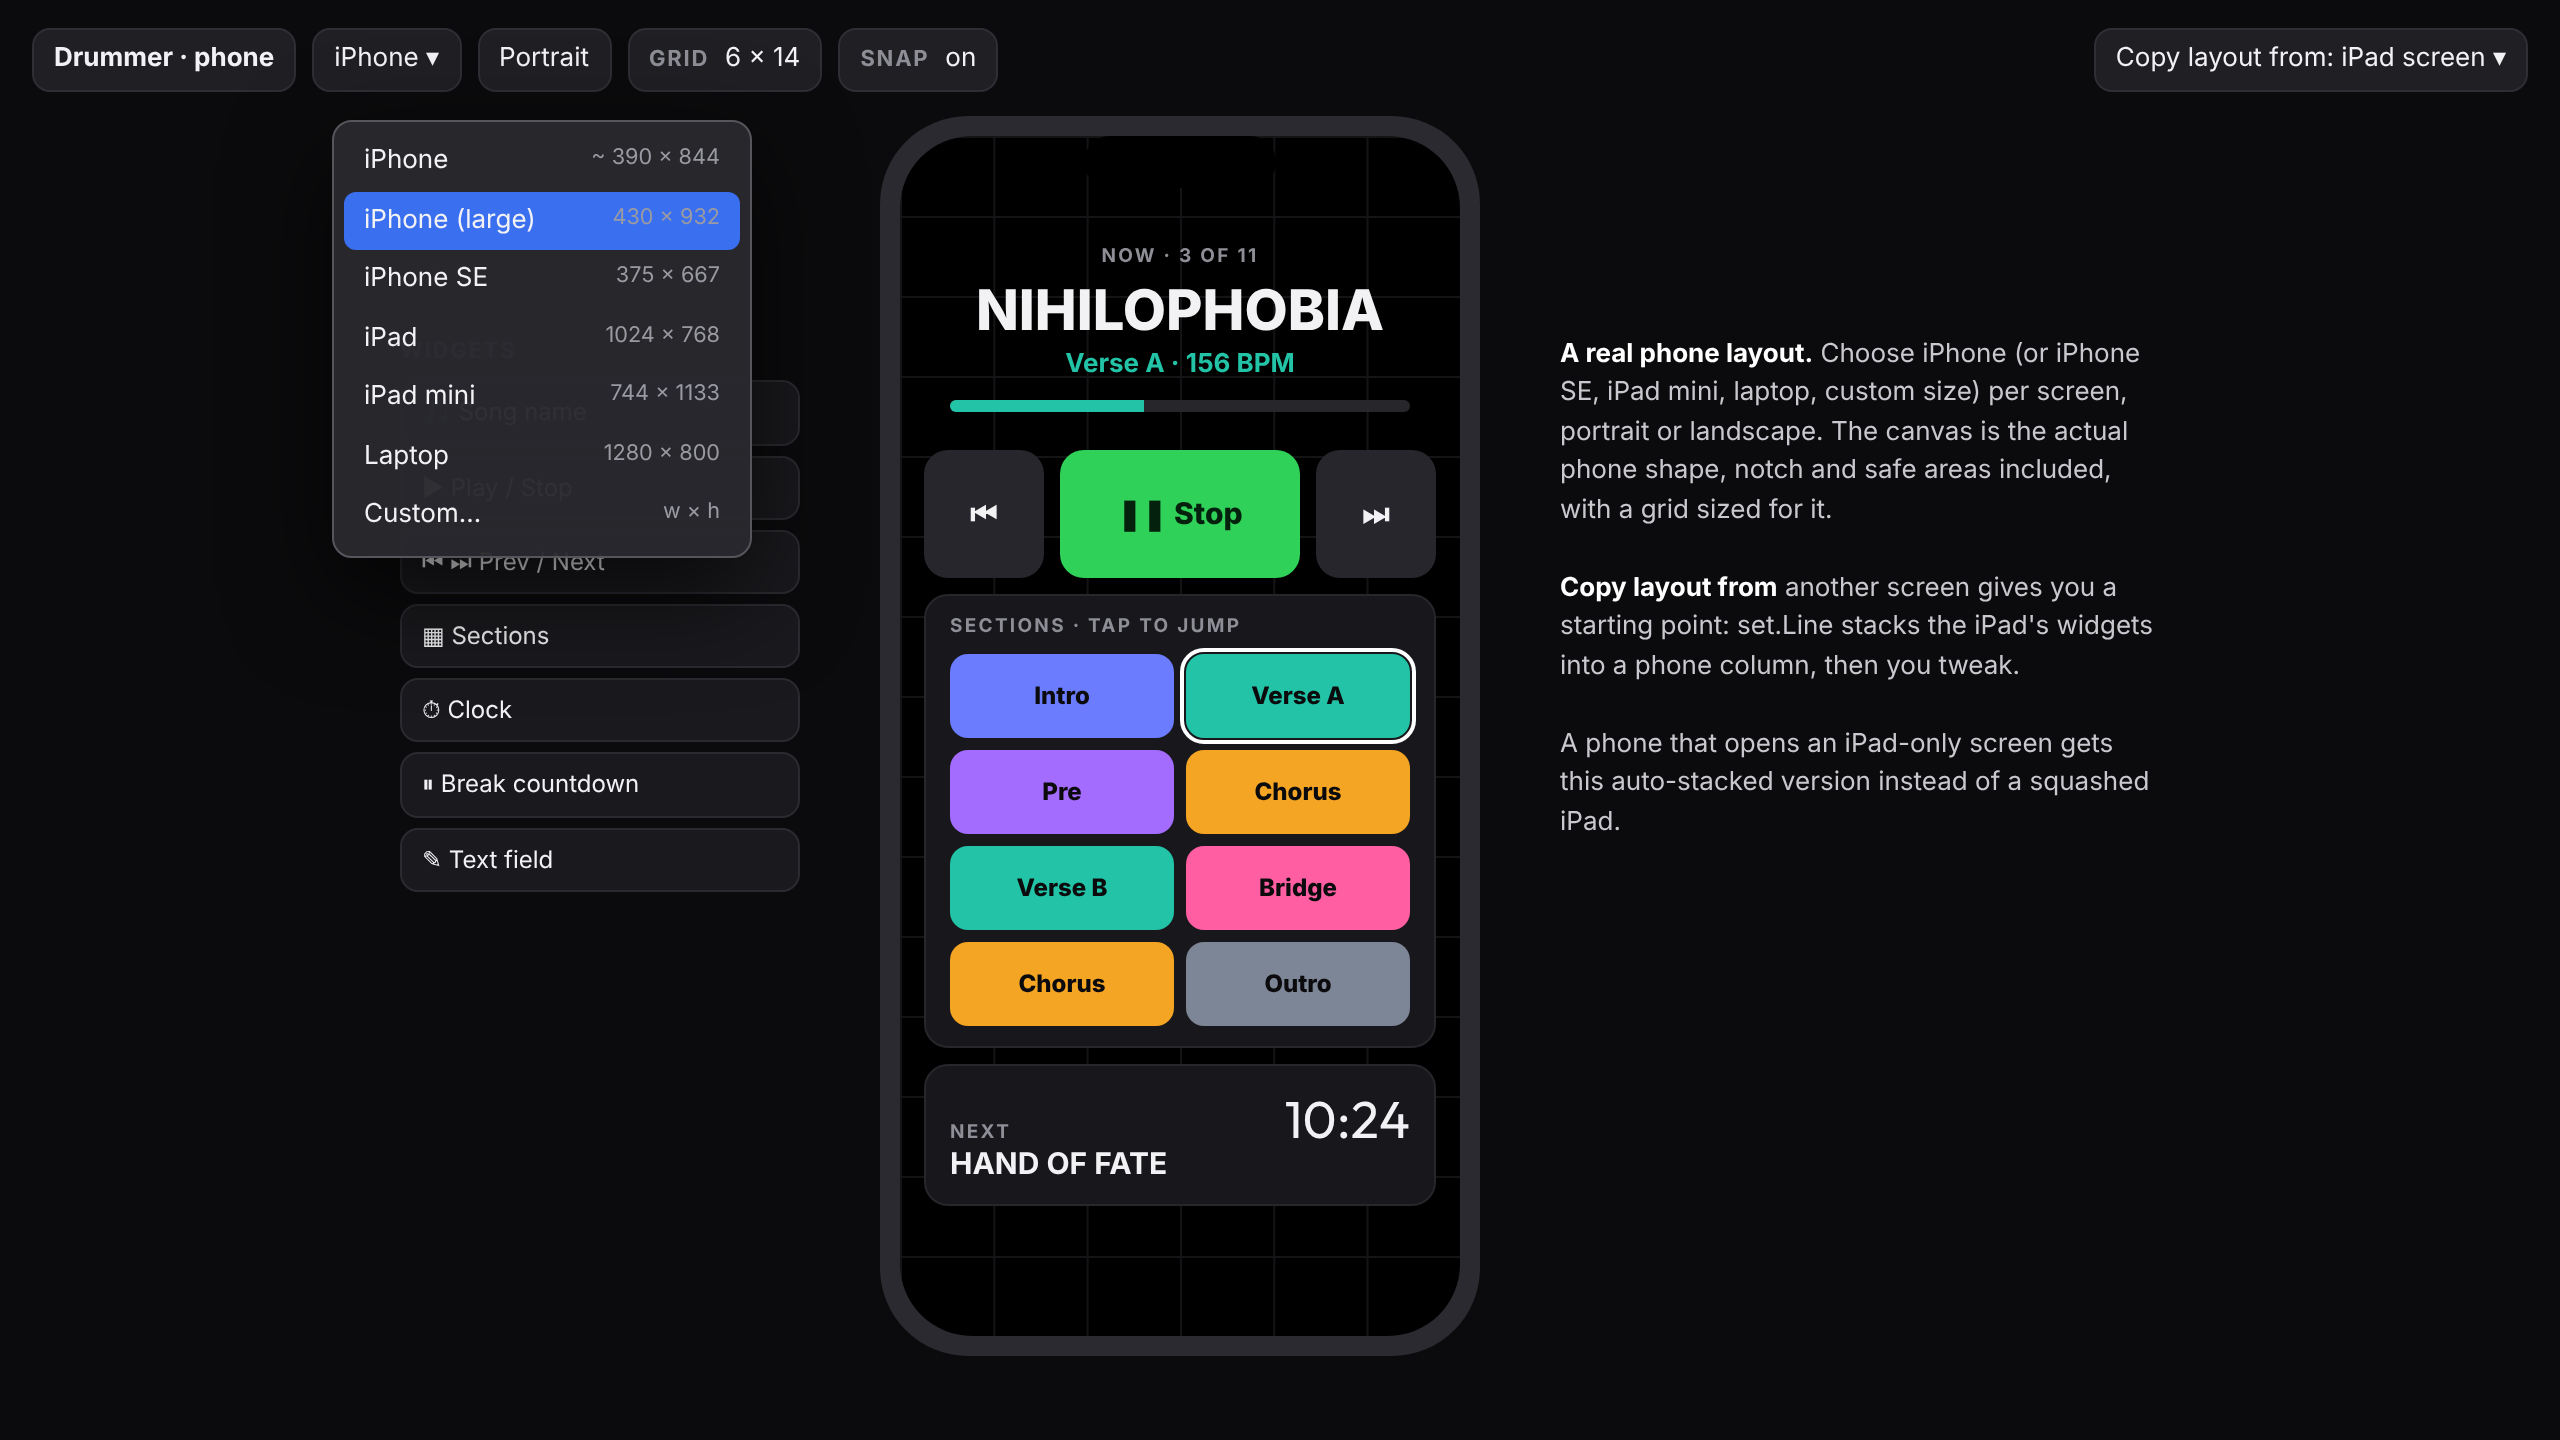 Drummer · phone
iPhone ▾
Portrait
GRID 6 × 14
SNAP on
Copy layout from: iPad screen ▾
iPhone ~ 390 × 844
iPhone (large) 430 × 932
iPhone SE 375 × 667
iPad 1024 × 768
iPad mini 744 × 1133
Laptop 1280 × 800
Custom... w × h
WIDGETS
Song name
▶ Play / Stop
⏮ ⏭ Prev / Next
▦ Sections
⏱ Clock
⏸ Break countdown
✎ Text field
NOW · 3 OF 11
NIHILOPHOBIA
Verse A · 156 BPM
⏮
❚❚ Stop
⏭
SECTIONS · TAP TO JUMP
Intro
Verse A
Pre
Chorus
Verse B
Bridge
Chorus
Outro
NEXT
HAND OF FATE
10:24
A real phone layout. Choose iPhone (or iPhone
SE, iPad mini, laptop, custom size) per screen,
portrait or landscape. The canvas is the actual
phone shape, notch and safe areas included,
with a grid sized for it.
Copy layout from another screen gives you a
starting point: set.Line stacks the iPad's widgets
into a phone column, then you tweak.
A phone that opens an iPad-only screen gets
this auto-stacked version instead of a squashed
iPad.